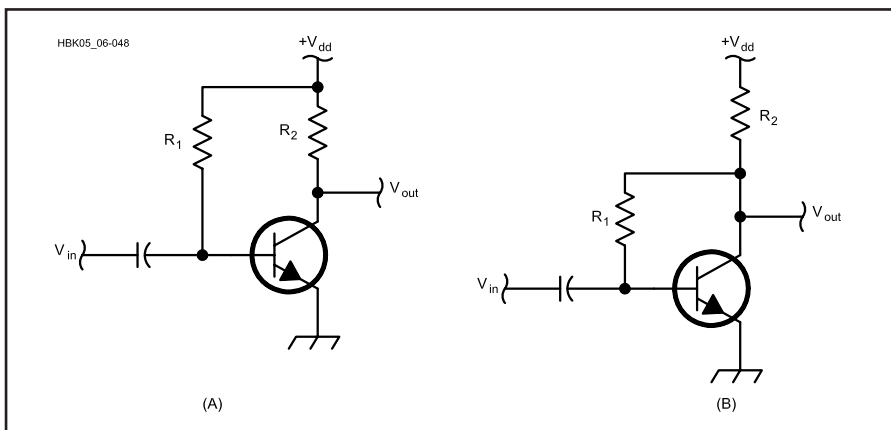 HBK05_06-048
+Vdd
R1
R2
Vout
Vin
(A)
+Vdd
R2
R1
Vout
Vin
(B)